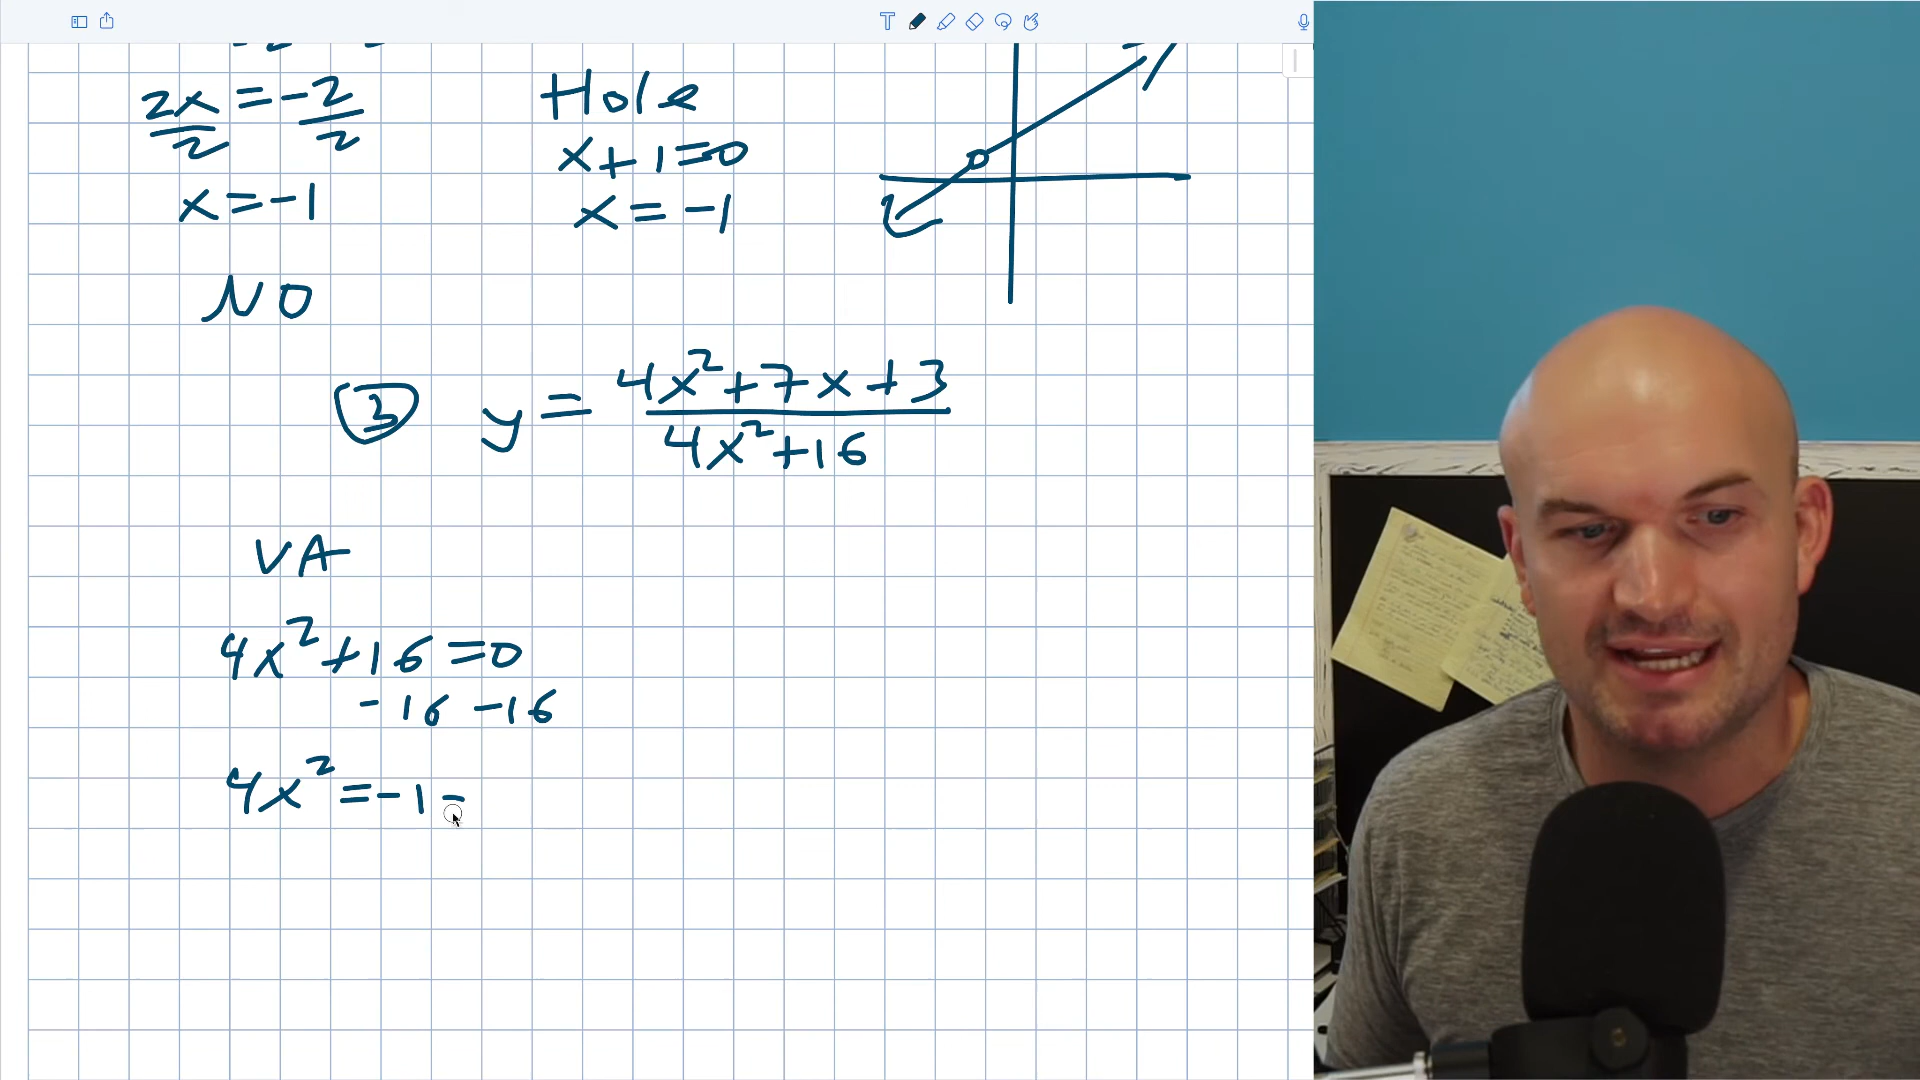 2x = -2
2 2
x = -1
NO
Hole
x + 1 = 0
x = -1
3 y = 4x² + 7x + 3
4x² + 16
VA
4x² + 16 = 0
- 16 - 16
4x² = - 1